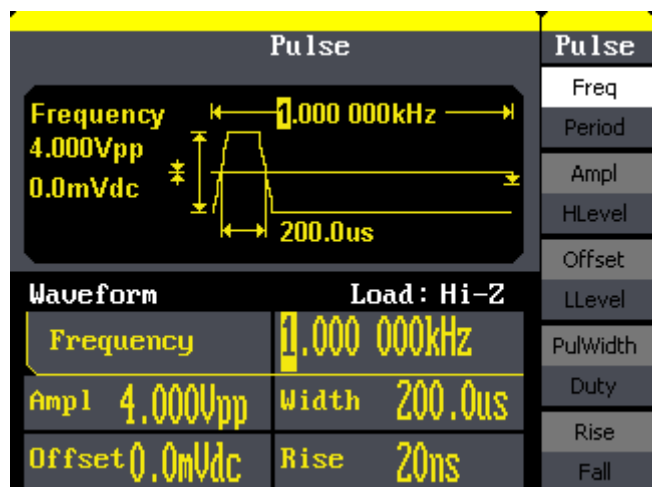 Pulse
Pulse
Frequency 1.000 000kHz
4.000Vpp
0.0mVdc
200.0us
Waveform Load: Hi-Z
Frequency 1.000 000kHz
Ampl 4.000Vpp Width 200.0us
Offset 0.0mVdc Rise 20ns
Freq
Period
Ampl
HLevel
Offset
LLevel
PulWidth
Duty
Rise
Fall